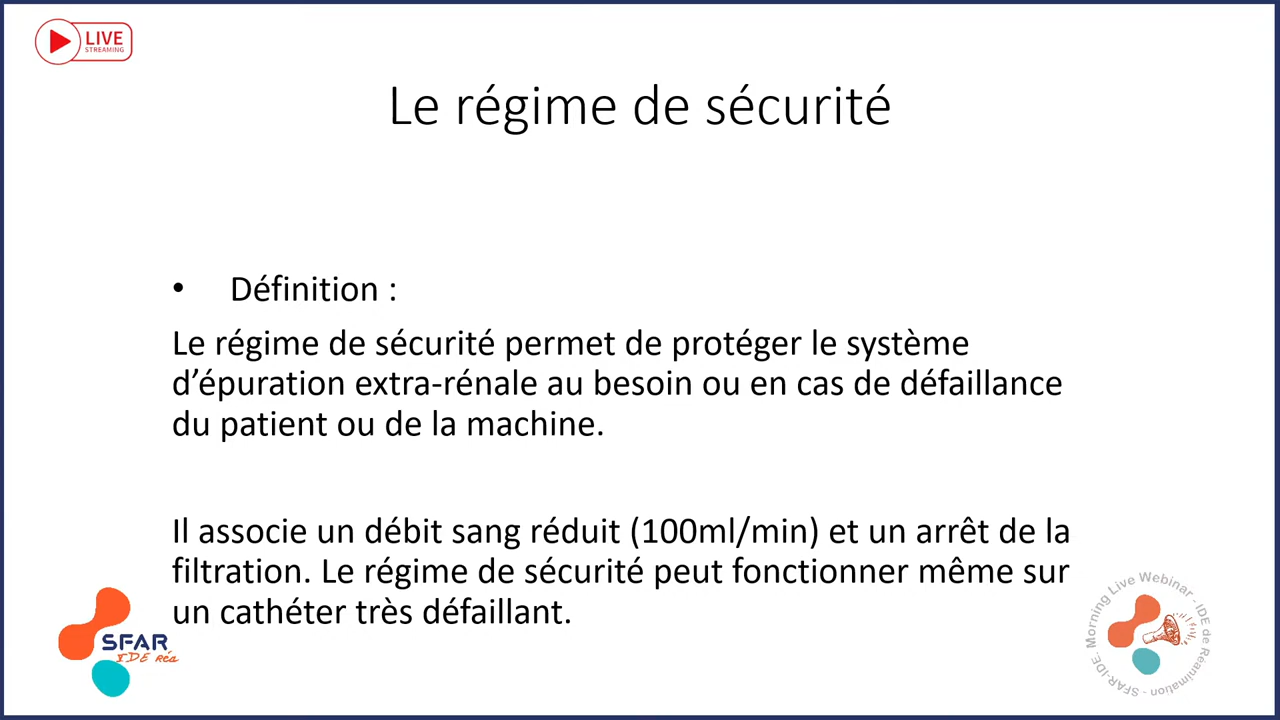 LIVE
STREAMING
Le régime de sécurité
• Définition :
Le régime de sécurité permet de protéger le système
d’épuration extra-rénale au besoin ou en cas de défaillance
du patient ou de la machine.
Il associe un débit sang réduit (100ml/min) et un arrêt de la
filtration. Le régime de sécurité peut fonctionner même sur
un cathéter très défaillant.
SFAR
IDE Réa
SFAR-IDE. Morning Live Webinar - IDE de Réanimation -